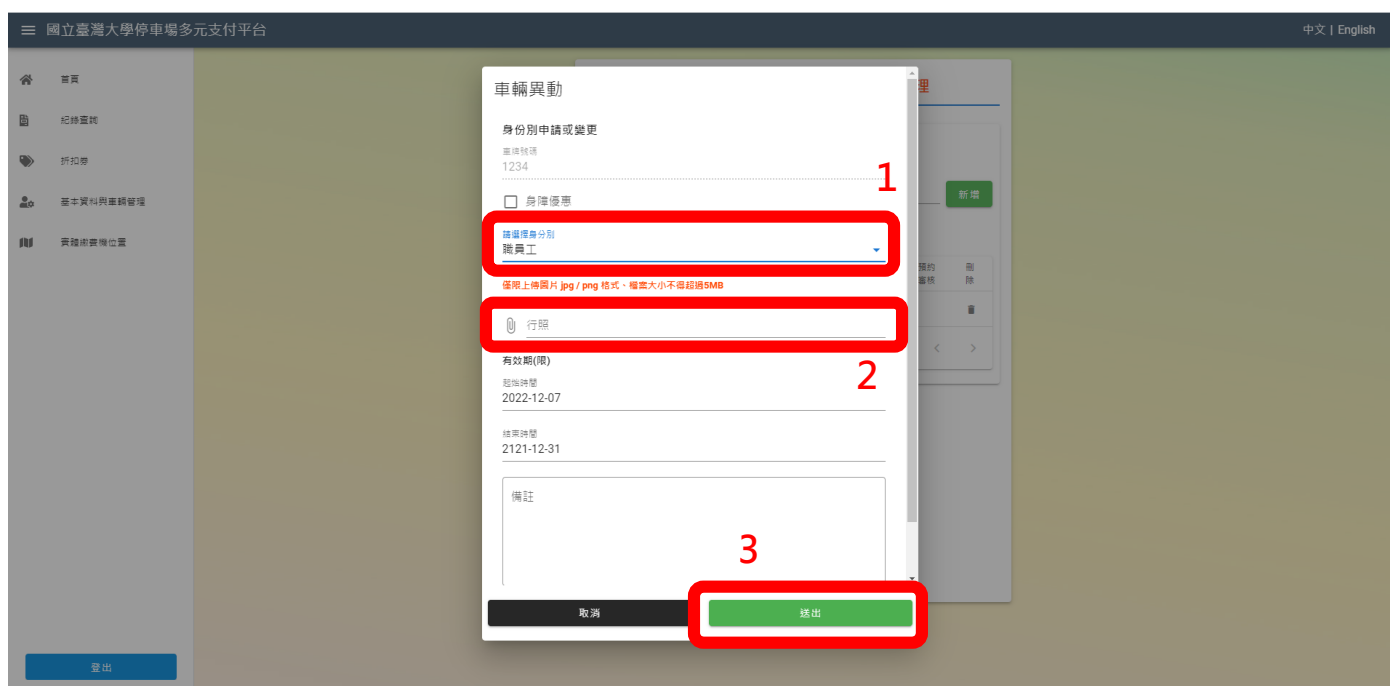 國立臺灣大學停車場多元支付平台
中文 | English
首頁
紀錄查詢
折扣券
基本資料與車輛管理
實體繳費機位置
登出
理
新增
預約
審核
刪
除
車輛異動
身份別申請或變更
車牌號碼
1234
1
身障優惠
請選擇身分別
職員工
僅限上傳圖片 jpg / png 格式、檔案大小不得超過5MB
行照
2
有效期(限)
起始時間
2022-12-07
結束時間
2121-12-31
備註
3
取消
送出